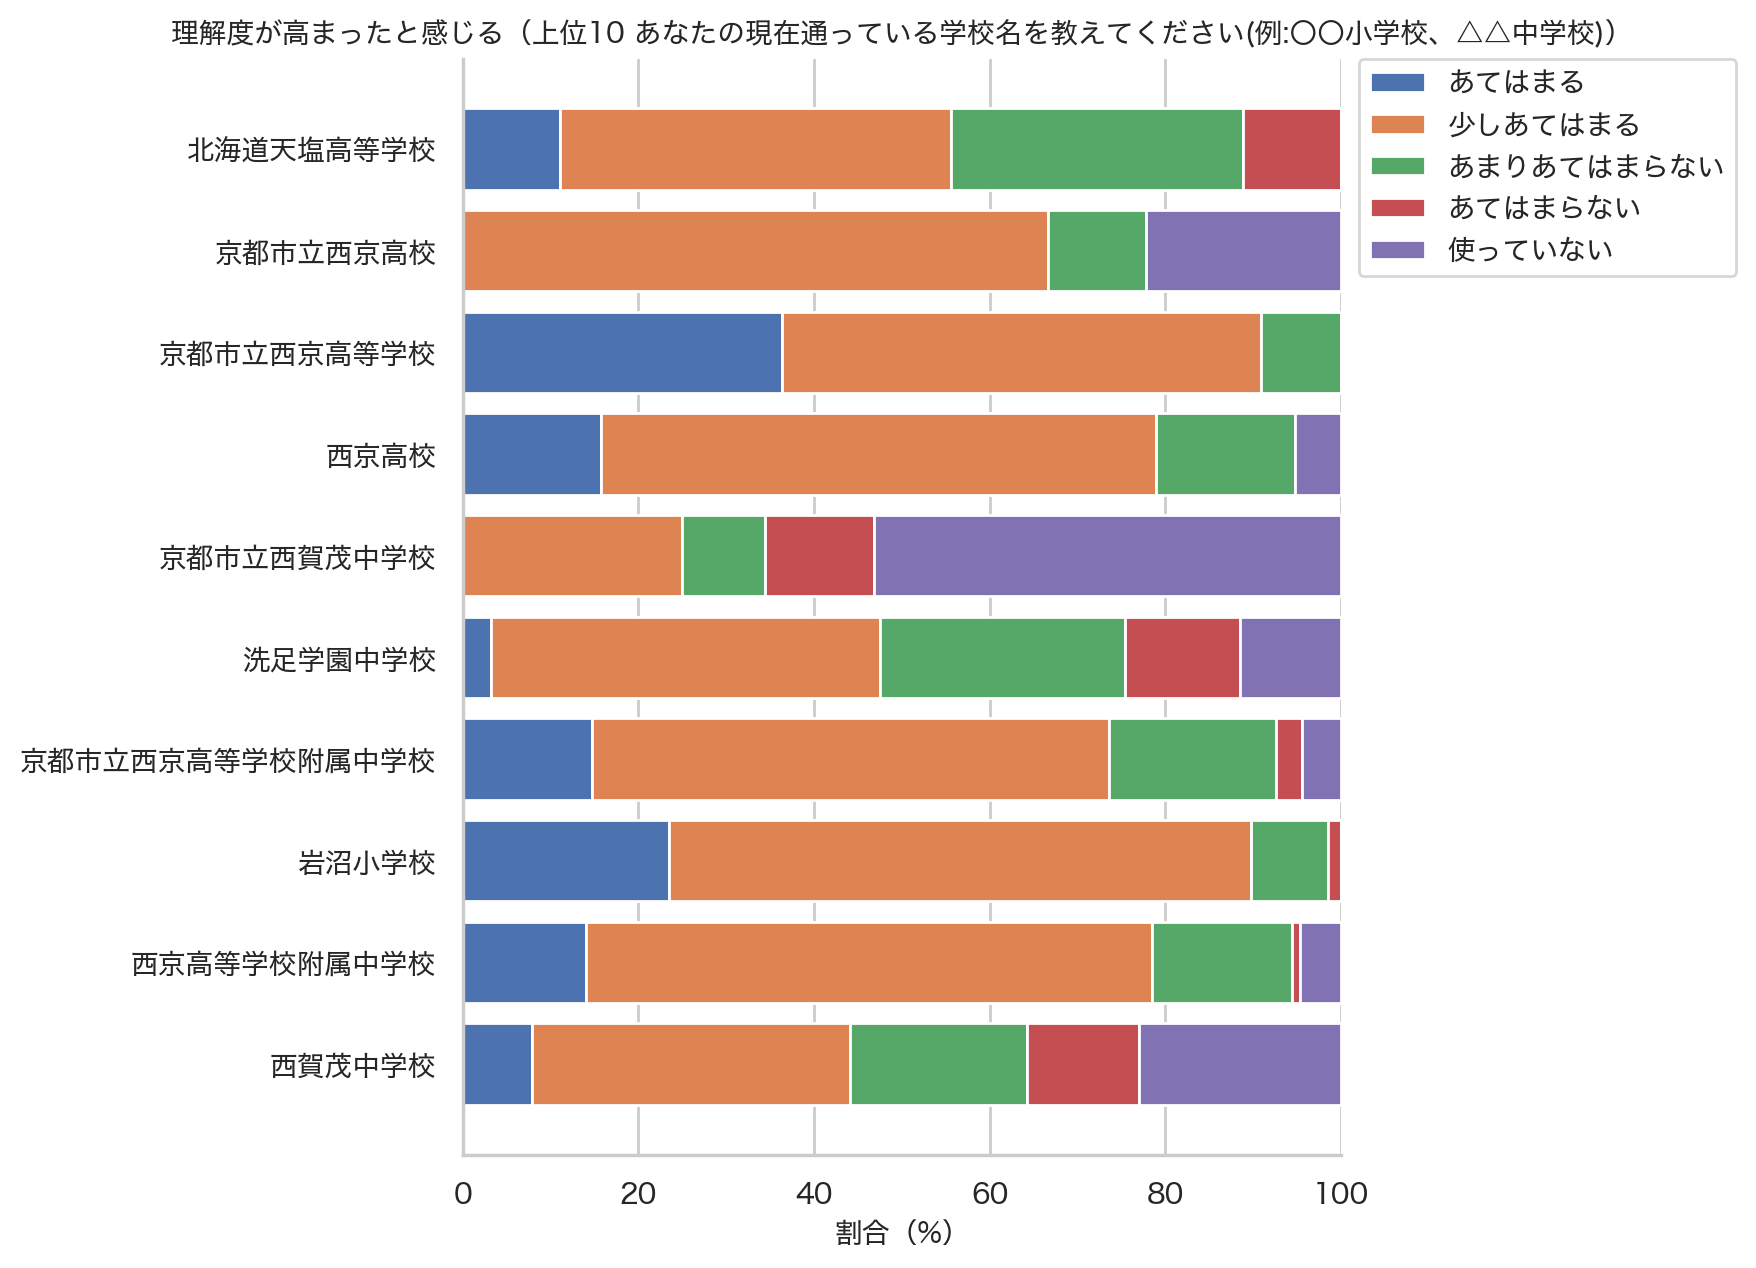 理解度が高まったと感じる（上位10 あなたの現在通っている学校名を教えてください(例:〇〇小学校、△△中学校)）
あてはまる
少しあてはまる
あまりあてはまらない
あてはまらない
使っていない
北海道天塩高等学校
京都市立西京高校
京都市立西京高等学校
西京高校
京都市立西賀茂中学校
洗足学園中学校
京都市立西京高等学校附属中学校
岩沼小学校
西京高等学校附属中学校
西賀茂中学校
0 20 40 60 80 100
割合（%）